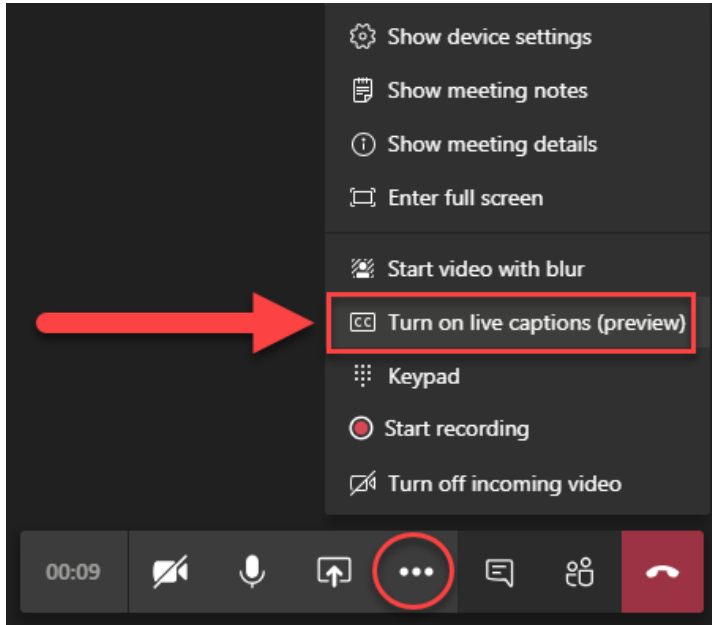 Show device settings
Show meeting notes
Show meeting details
Enter full screen
Start video with blur
CC Turn on live captions (preview)
Keypad
Start recording
Turn off incoming video
00:09